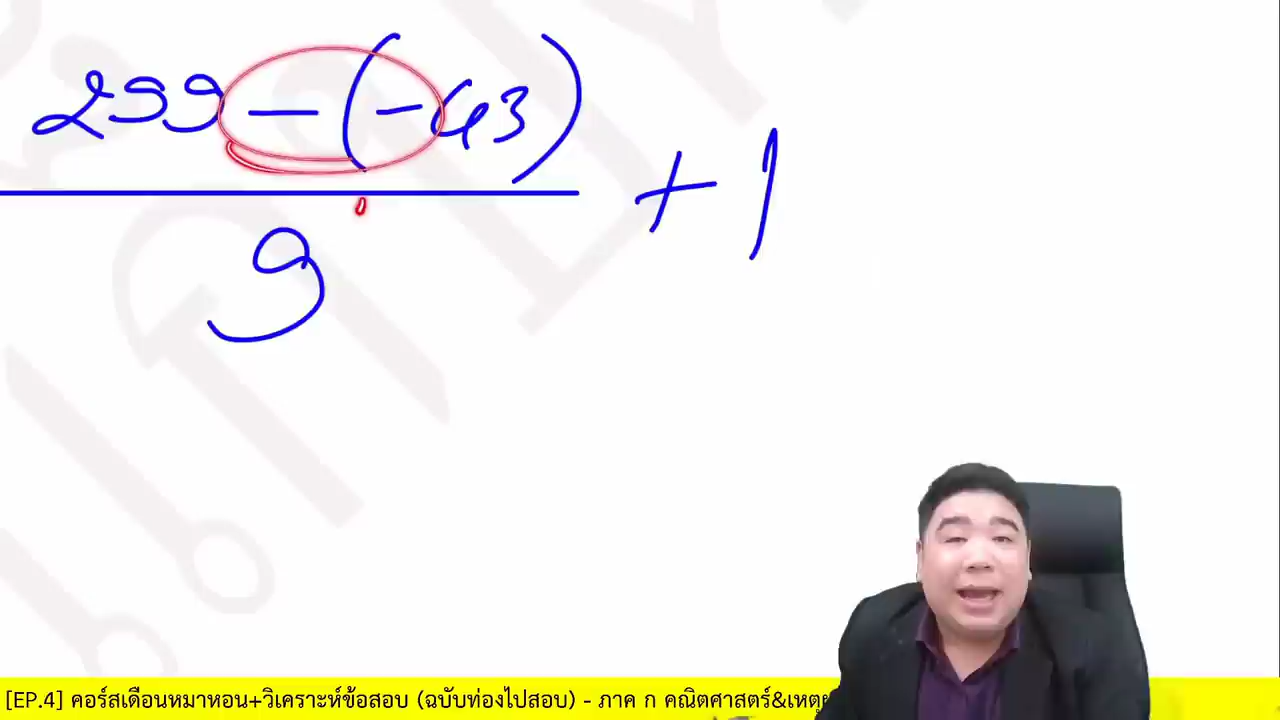 299 - (-43)
9
+ 1
[EP.4] คอร์สเดือนหมาหอน+วิเคราะห์ข้อสอบ (ฉบับท่องไปสอบ) - ภาค ก คณิตศาสตร์&เหตุ